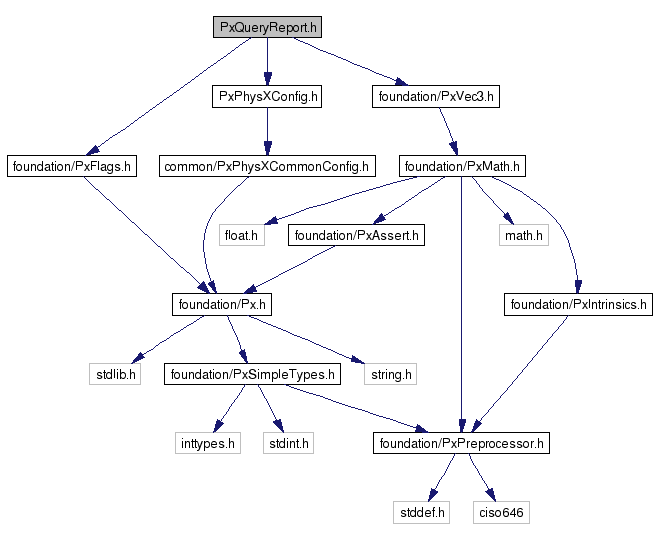 PxQueryReport.h
PxPhysXConfig.h
foundation/PxVec3.h
foundation/PxFlags.h
common/PxPhysXCommonConfig.h
foundation/PxMath.h
float.h
foundation/PxAssert.h
math.h
foundation/Px.h
foundation/PxIntrinsics.h
stdlib.h
foundation/PxSimpleTypes.h
string.h
inttypes.h
stdint.h
foundation/PxPreprocessor.h
stddef.h
ciso646